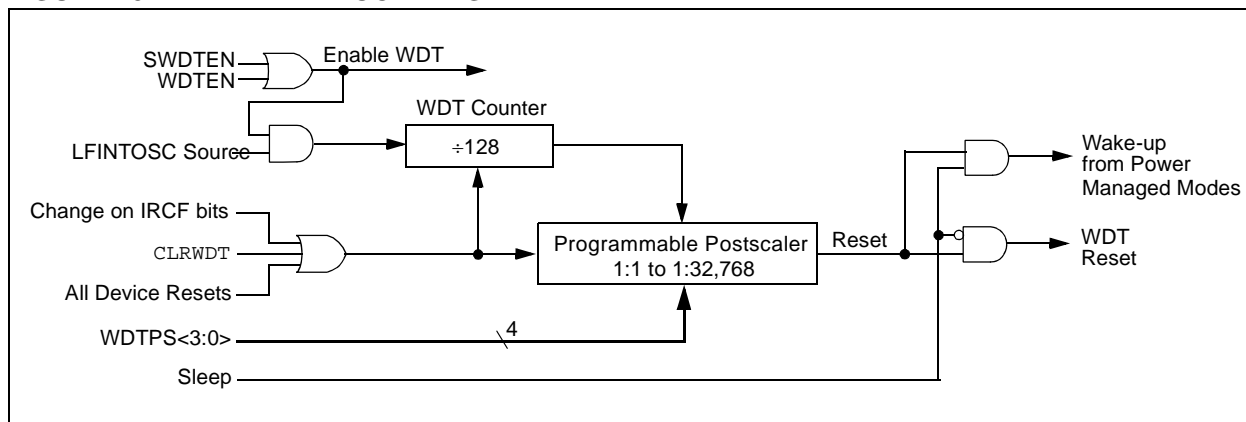 SWDTEN
WDTEN
Enable WDT
WDT Counter
LFINTOSC Source
÷128
Wake-up
from Power
Managed Modes
Change on IRCF bits
Programmable Postscaler
1:1 to 1:32,768
Reset
WDT
Reset
CLRWDT
All Device Resets
WDTPS<3:0>
4
Sleep